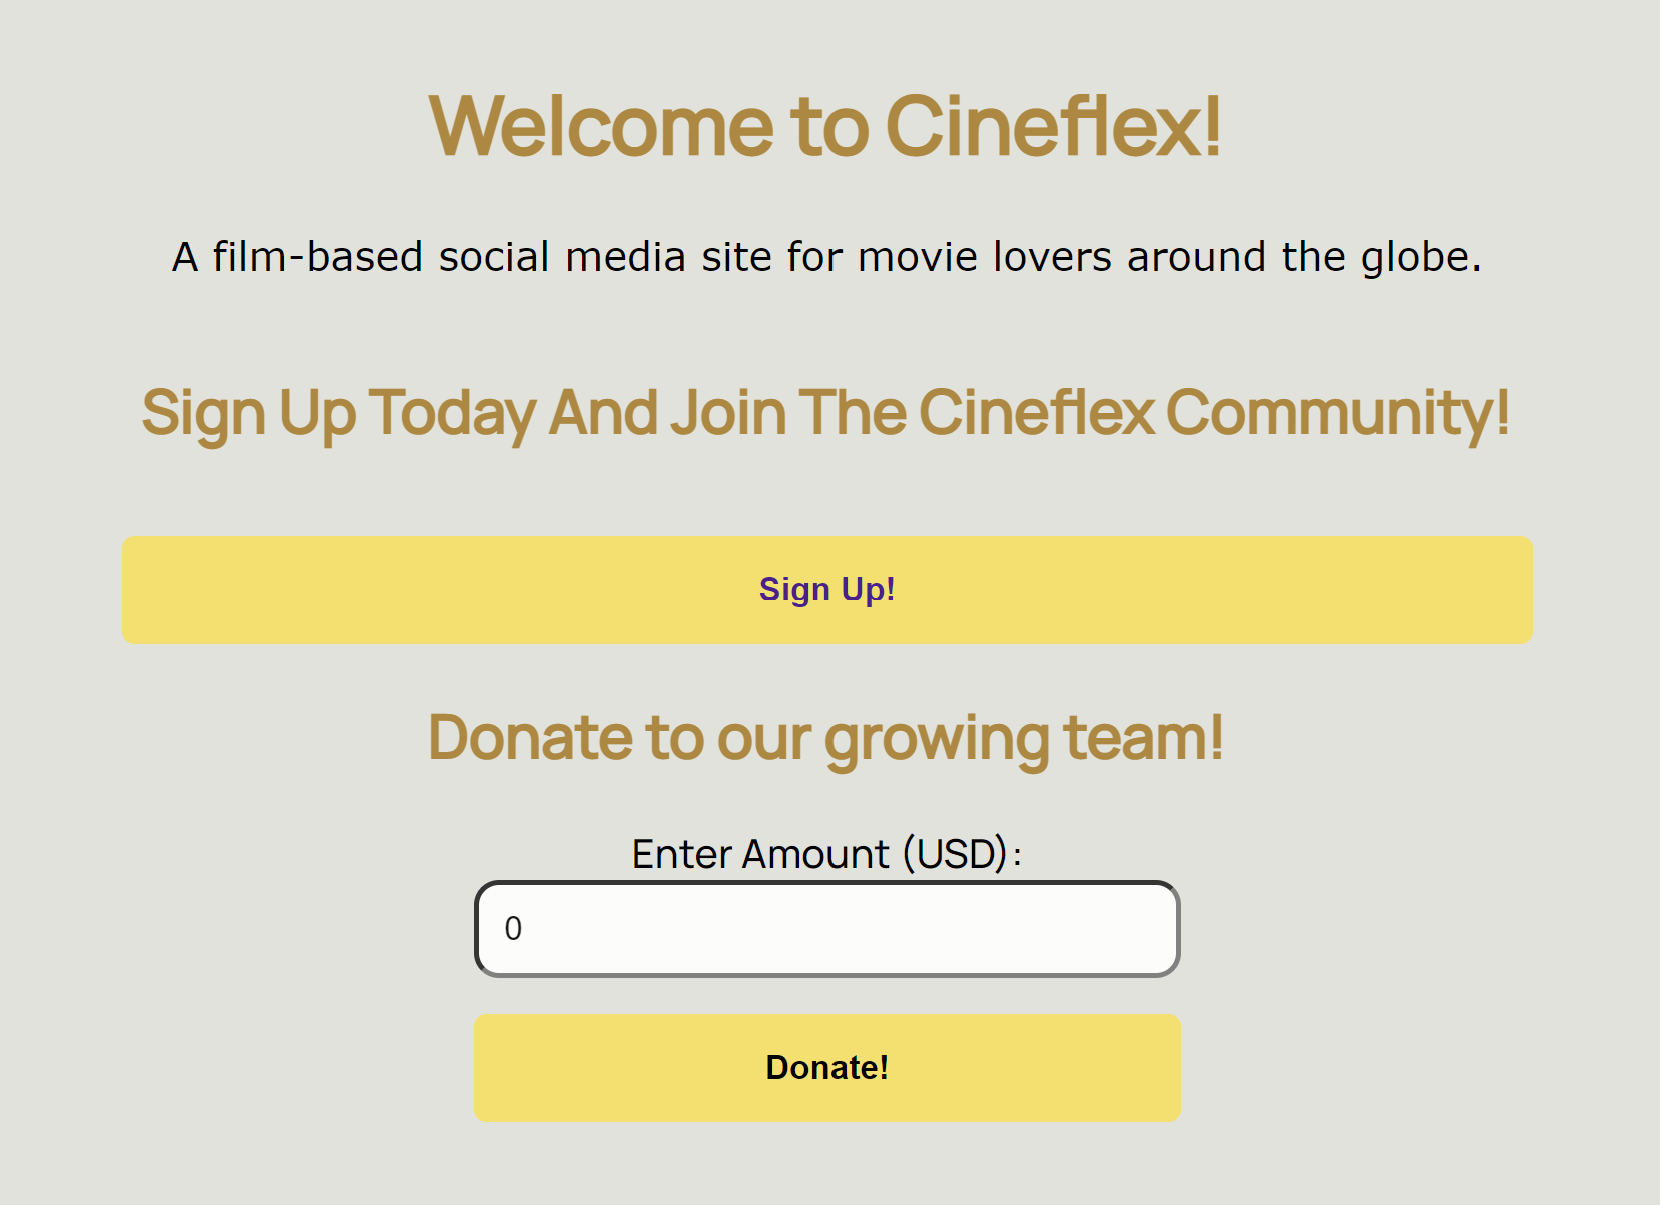 Welcome to Cineflex!
A film-based social media site for movie lovers around the globe.
Sign Up Today And Join The Cineflex Community!
Sign Up!
Donate to our growing team!
Enter Amount (USD):
0
Donate!